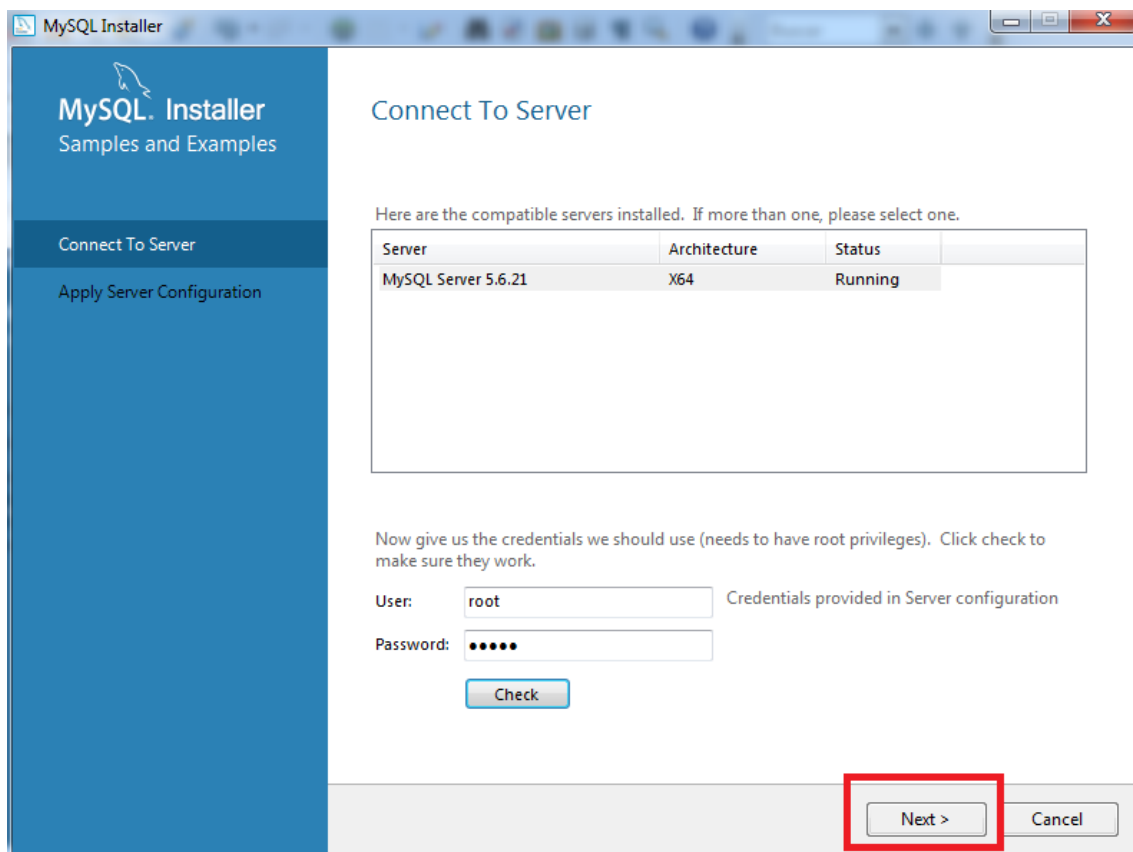 MySQL Installer
MySQL. Installer
Samples and Examples
Connect To Server
Apply Server Configuration
Connect To Server
Here are the compatible servers installed. If more than one, please select one.
Server Architecture Status
MySQL Server 5.6.21 X64 Running
Now give us the credentials we should use (needs to have root privileges). Click check to
make sure they work.
User: root Credentials provided in Server configuration
Password: •••••
Check
Next > Cancel